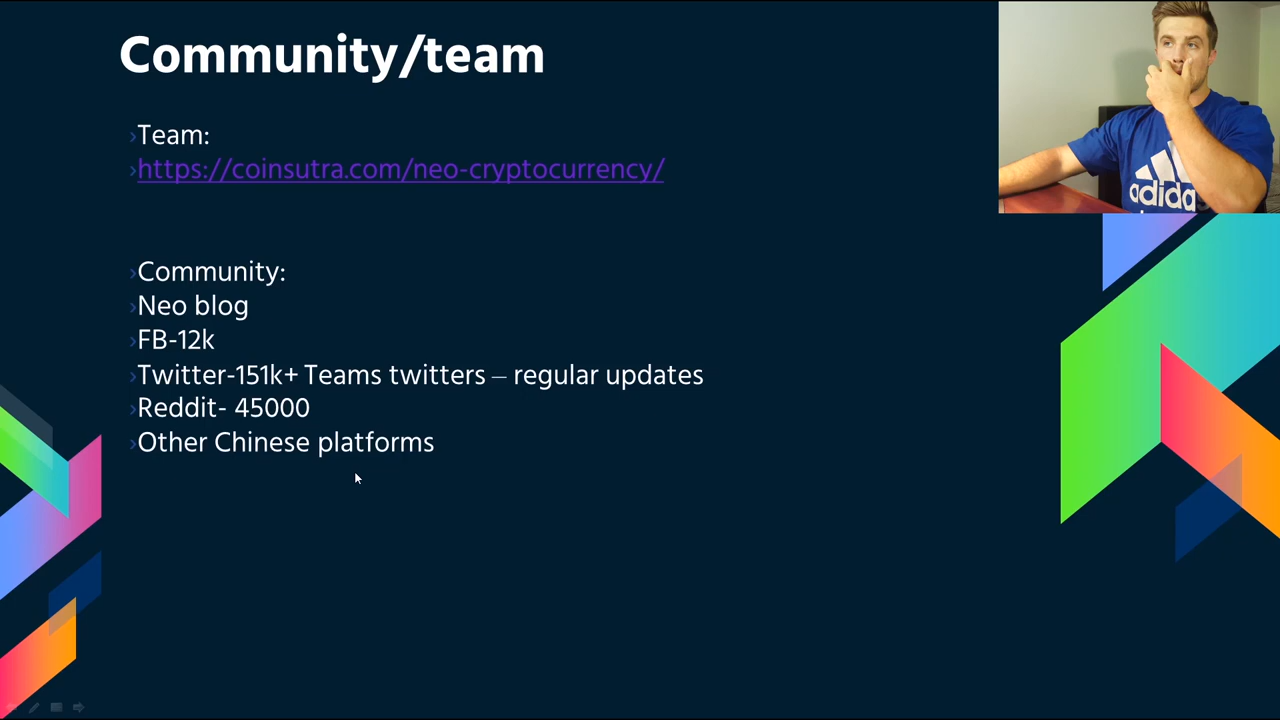 Community/team
›Team:
›https://coinsutra.com/neo-cryptocurrency/
›Community:
›Neo blog
›FB-12k
›Twitter-151k+ Teams twitters – regular updates
›Reddit- 45000
›Other Chinese platforms
adidas